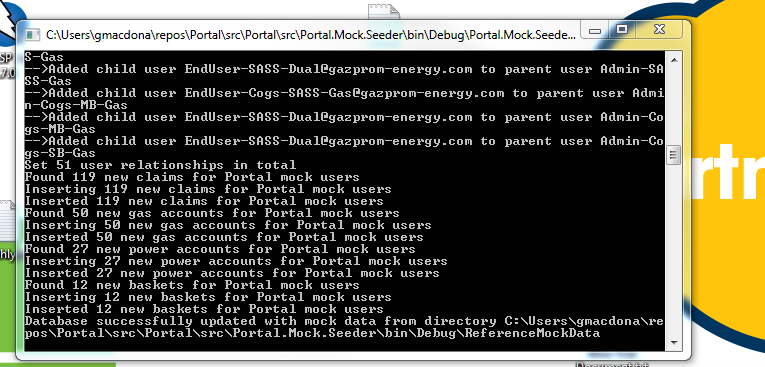 C:\Users\gmacdona\repos\Portal\src\Portal\src\Portal.Mock.Seeder\bin\Debug\Portal.Mock.Seede...
S-Gas
-->Added child user EndUser-SASS-Dual@gazprom-energy.com to parent user Admin-SA
SS-Gas
-->Added child user EndUser-Cogs-SASS-Gas@gazprom-energy.com to parent user Admi
n-Cogs-MB-Gas
-->Added child user EndUser-SASS-Dual@gazprom-energy.com to parent user Admin-Co
gs-MB-Gas
-->Added child user EndUser-SASS-Dual@gazprom-energy.com to parent user Admin-Co
gs-SB-Gas
Set 51 user relationships in total
Found 119 new claims for Portal mock users
Inserting 119 new claims for Portal mock users
Inserted 119 new claims for Portal mock users
Found 50 new gas accounts for Portal mock users
Inserting 50 new gas accounts for Portal mock users
Inserted 50 new gas accounts for Portal mock users
Found 27 new power accounts for Portal mock users
Inserting 27 new power accounts for Portal mock users
Inserted 27 new power accounts for Portal mock users
Found 12 new baskets for Portal mock users
Inserting 12 new baskets for Portal mock users
Inserted 12 new baskets for Portal mock users
Database successfully updated with mock data from directory C:\Users\gmacdona\re
pos\Portal\src\Portal\src\Portal.Mock.Seeder\bin\Debug\ReferenceMockData
SP
7.0
hly
rtr